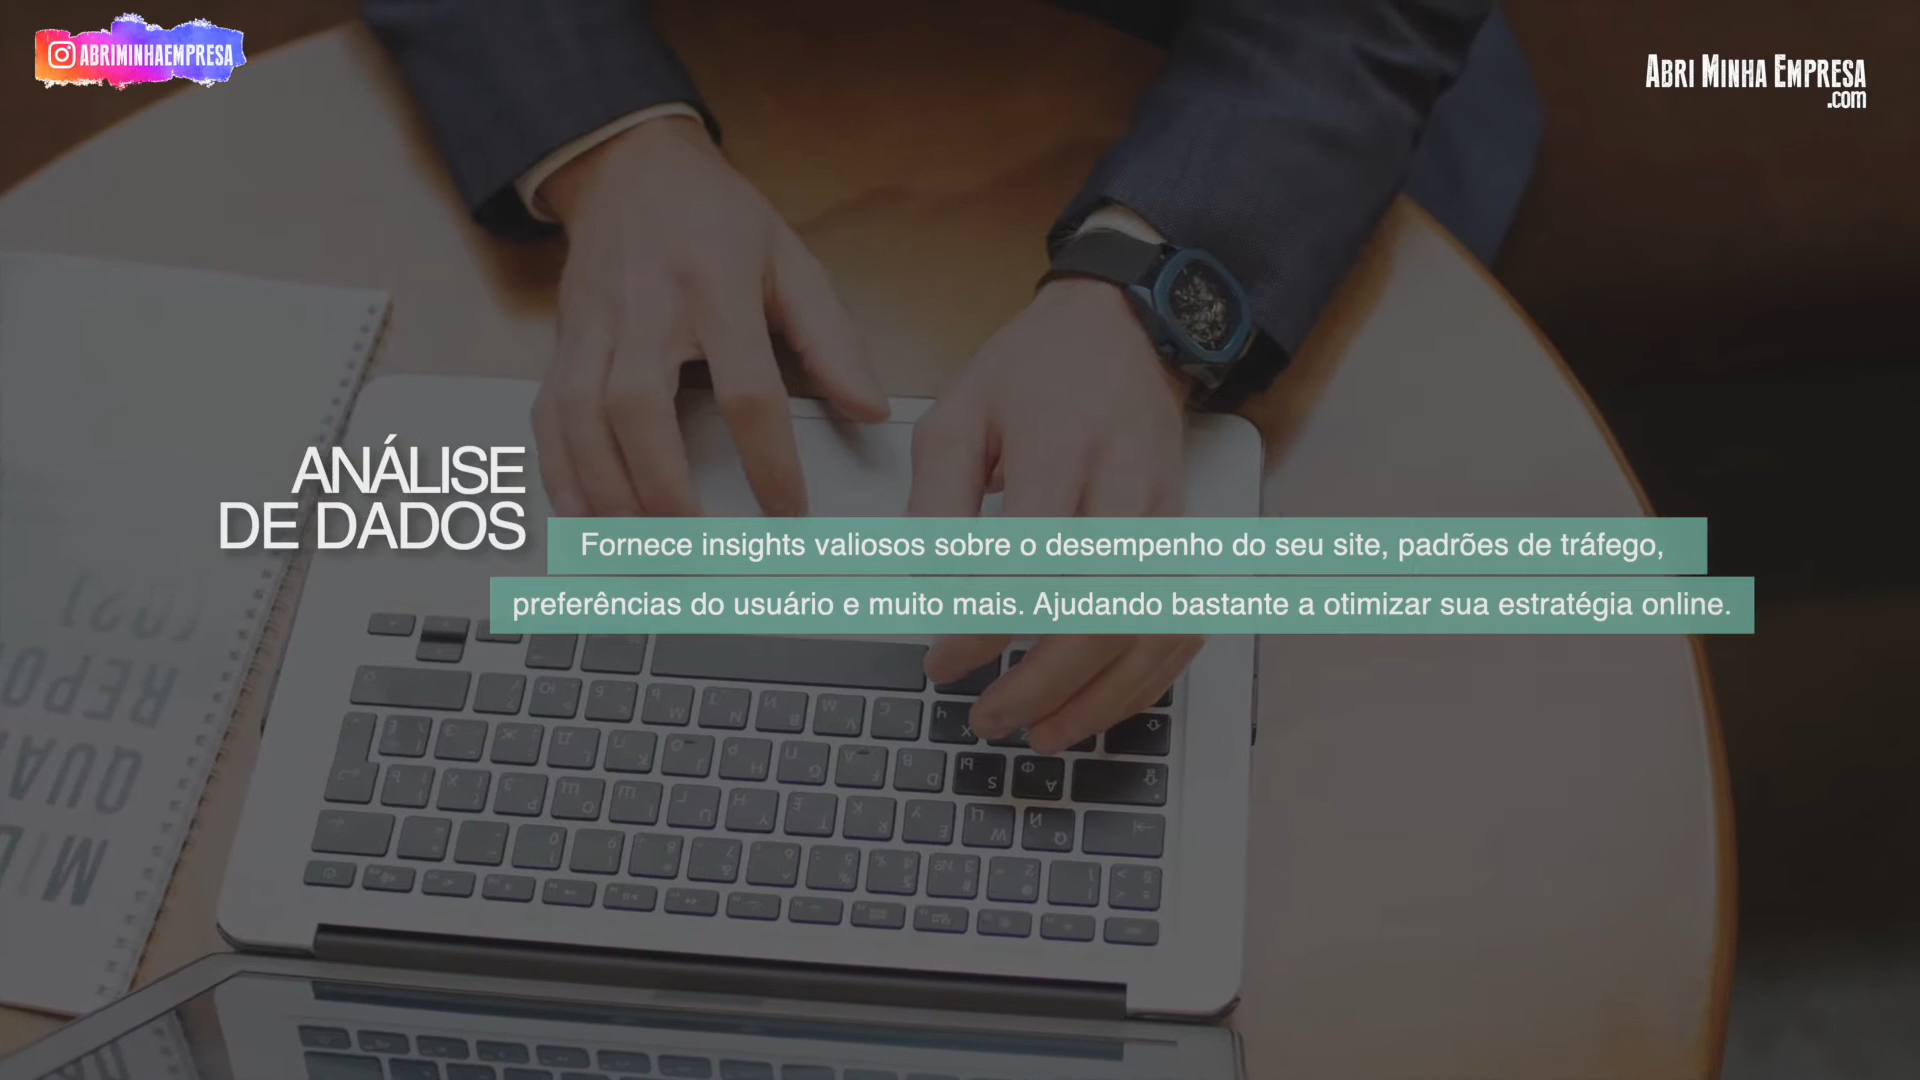 ABRIMINHAEMPRESA
ABRI MINHA EMPRESA
.COM
ANÁLISE
DE DADOS
Fornece insights valiosos sobre o desempenho do seu site, padrões de tráfego,
preferências do usuário e muito mais. Ajudando bastante a otimizar sua estratégia online.